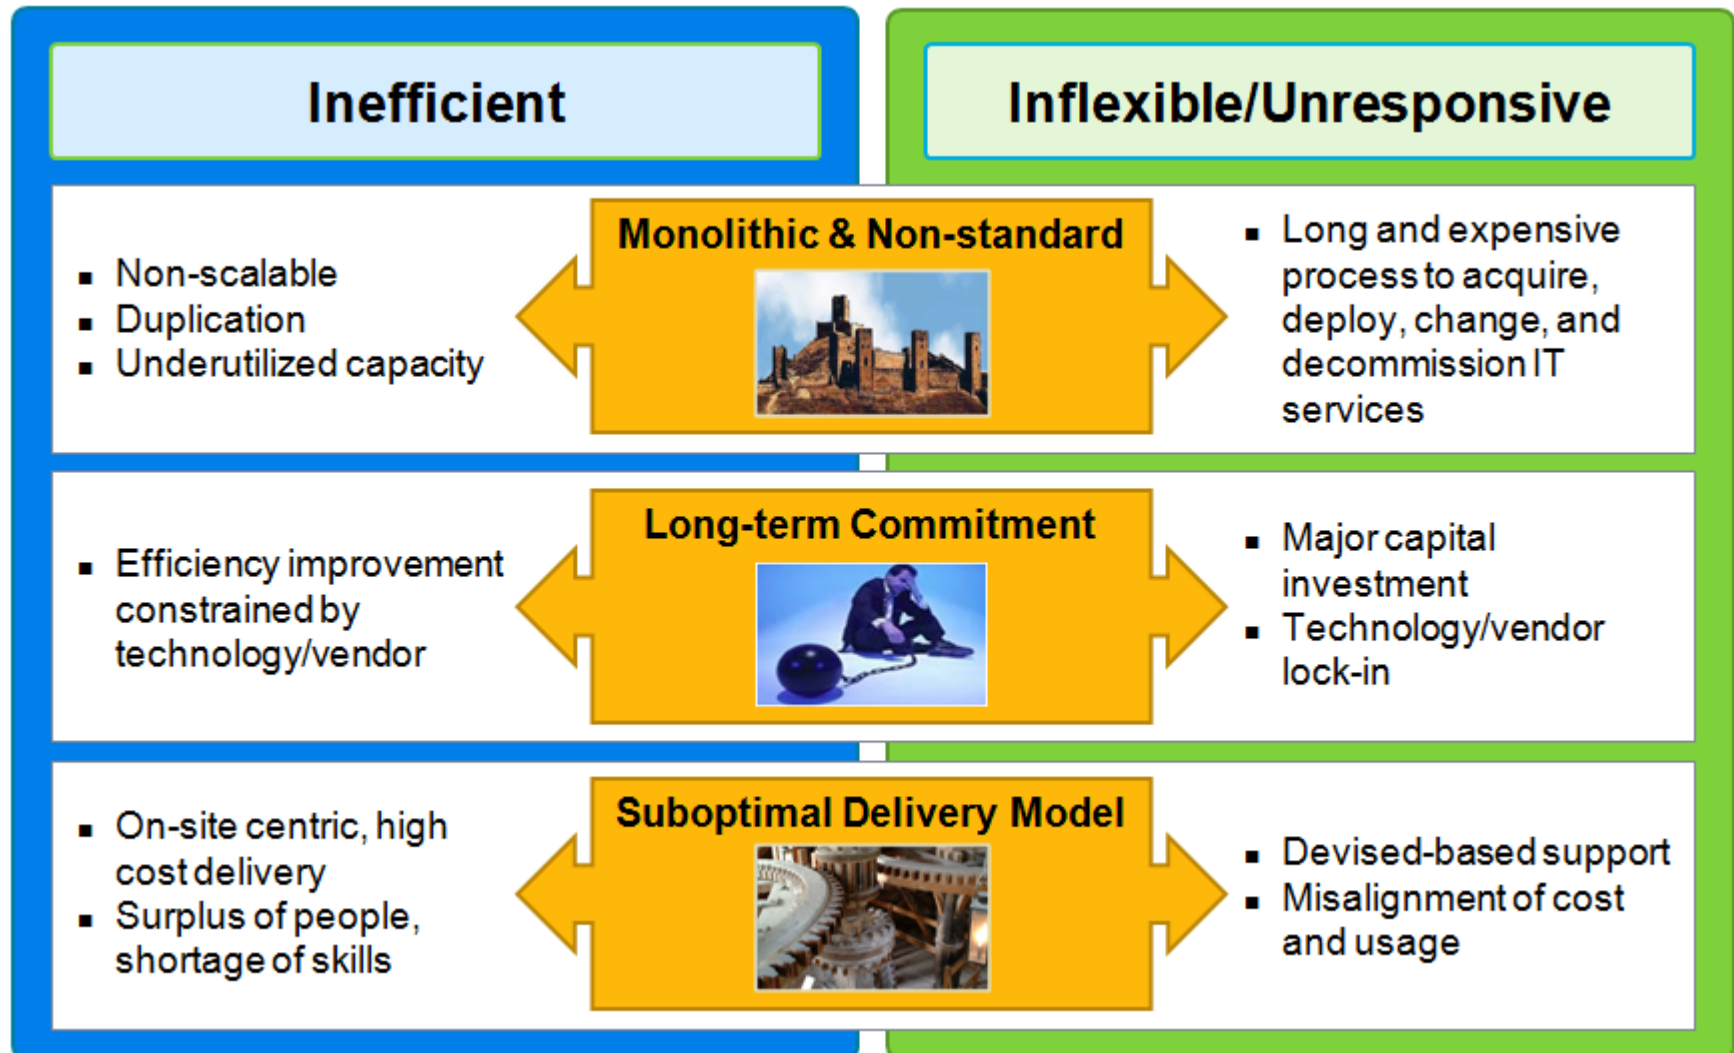 Inefficient
Inflexible/Unresponsive
Monolithic & Non-standard
▪ Non-scalable
▪ Duplication
▪ Underutilized capacity
▪ Long and expensive
process to acquire,
deploy, change, and
decommission IT
services
Long-term Commitment
▪ Efficiency improvement
constrained by
technology/vendor
▪ Major capital
investment
▪ Technology/vendor
lock-in
Suboptimal Delivery Model
▪ On-site centric, high
cost delivery
▪ Surplus of people,
shortage of skills
▪ Devised-based support
▪ Misalignment of cost
and usage